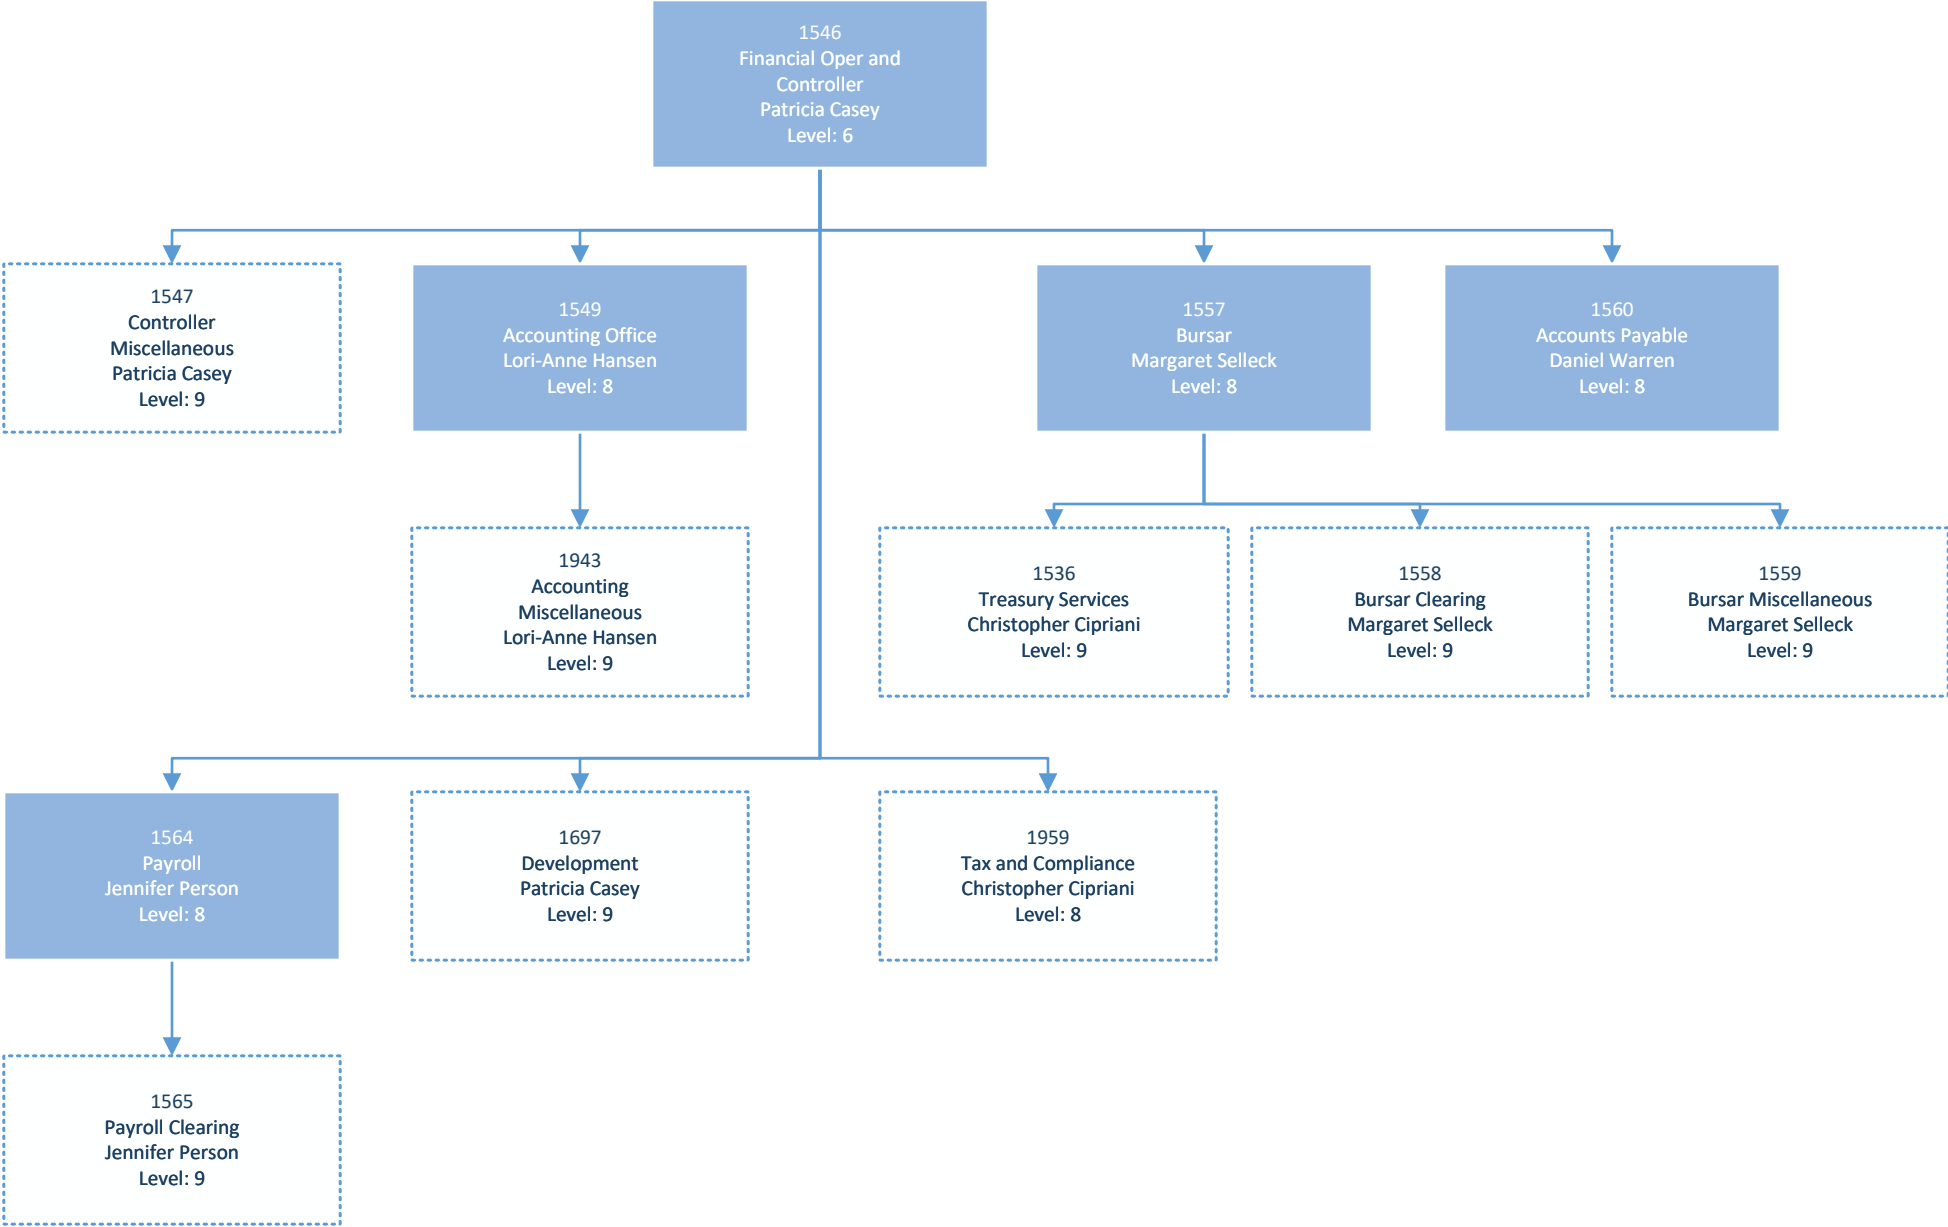 1546
Financial Oper and
Controller
Patricia Casey
Level: 6
1547
Controller
Miscellaneous
Patricia Casey
Level: 9
1549
Accounting Office
Lori-Anne Hansen
Level: 8
1557
Bursar
Margaret Selleck
Level: 8
1560
Accounts Payable
Daniel Warren
Level: 8
1943
Accounting
Miscellaneous
Lori-Anne Hansen
Level: 9
1536
Treasury Services
Christopher Cipriani
Level: 9
1558
Bursar Clearing
Margaret Selleck
Level: 9
1559
Bursar Miscellaneous
Margaret Selleck
Level: 9
1564
Payroll
Jennifer Person
Level: 8
1697
Development
Patricia Casey
Level: 9
1959
Tax and Compliance
Christopher Cipriani
Level: 8
1565
Payroll Clearing
Jennifer Person
Level: 9